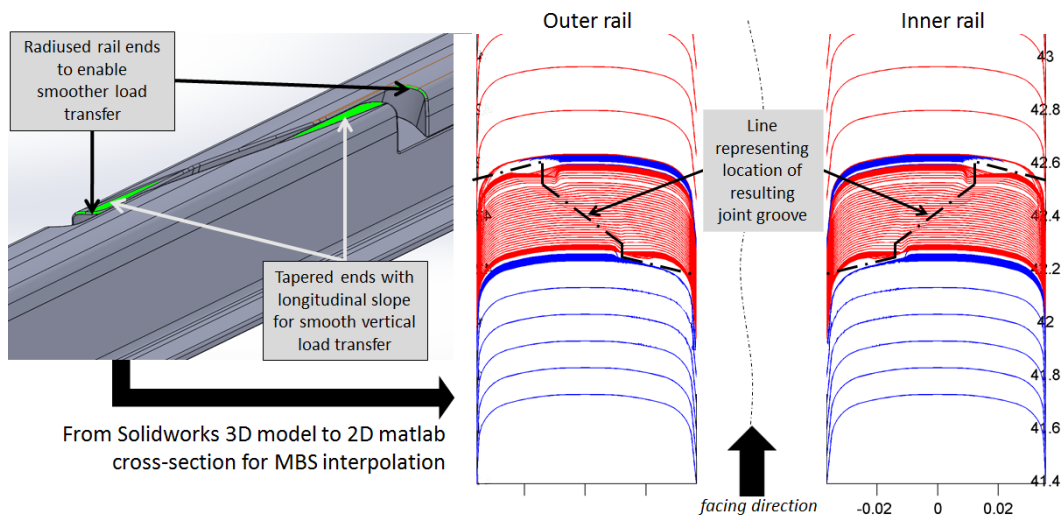 Radiused rail ends
to enable
smoother load
transfer
Tapered ends with
longitudinal slope
for smooth vertical
load transfer
From Solidworks 3D model to 2D matlab
cross-section for MBS interpolation
Outer rail
Inner rail
Line
representing
location of
resulting
joint groove
facing direction
43
42.8
42.6
42.4
42.2
42
41.8
41.6
41.4
-0.02
0
0.02